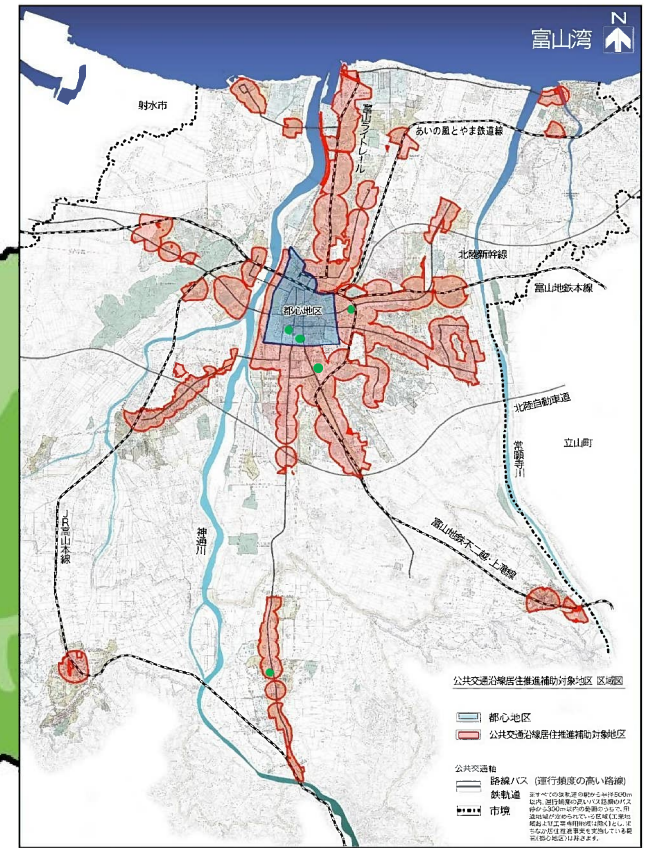 N
富山湾
射水市
富山ライトレール
あいの風とやま鉄道線
北陸新幹線
富山地鉄本線
都心地区
北陸自動車道
常願寺川
立山町
JR高山本線
神通川
富山地鉄不二越・上滝線
公共交通沿線居住推進補助対象地区 区域図
都心地区
公共交通沿線居住推進補助対象地区
公共交通軸
路線バス (運行頻度の高い路線)
鉄軌道
市境